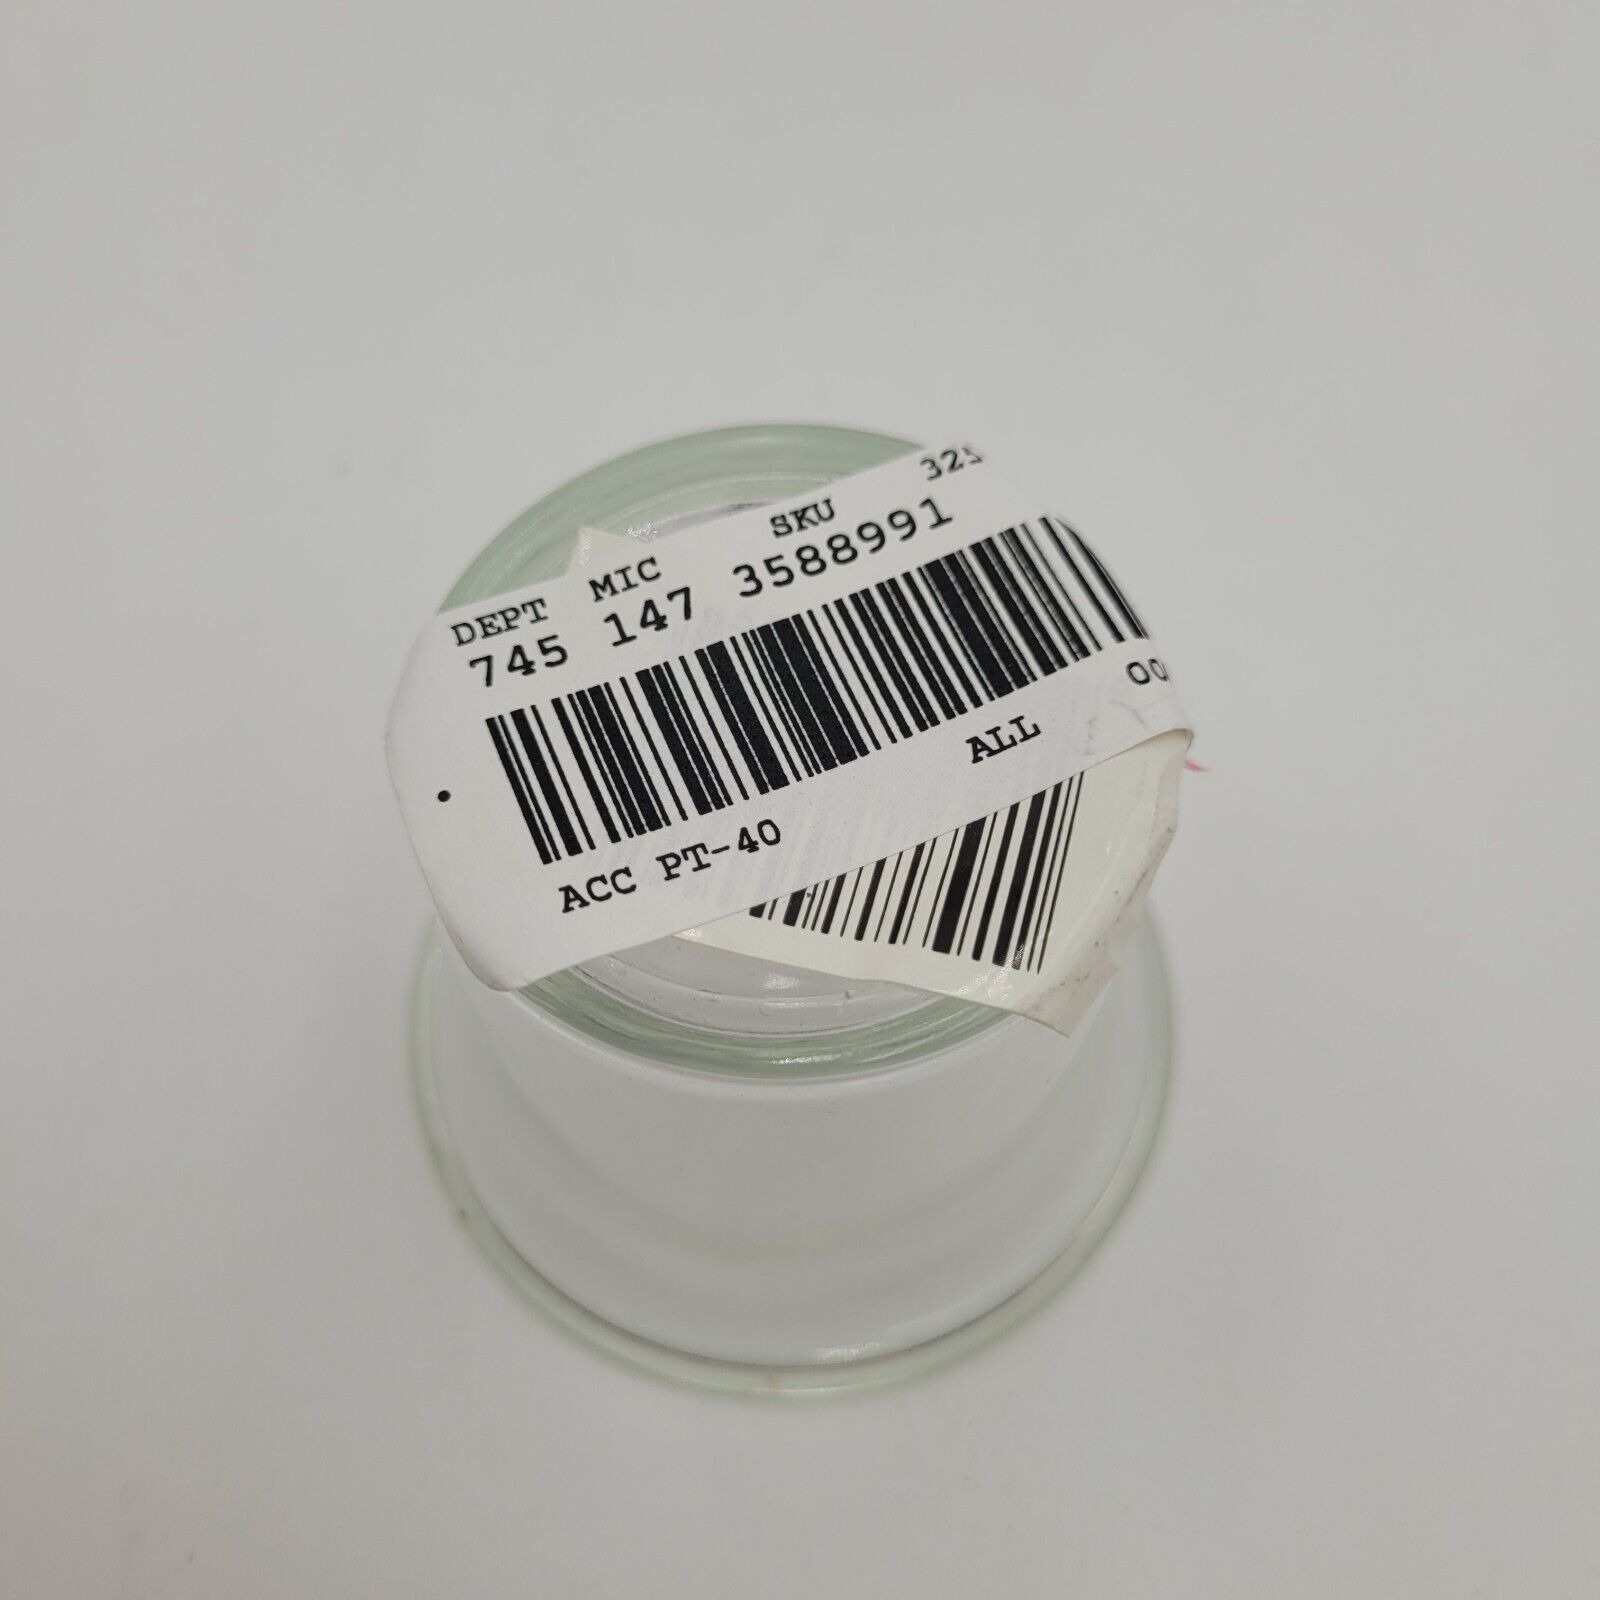 DEPT MIC SKU
745 147 3588991
ALL
ACC PT-40